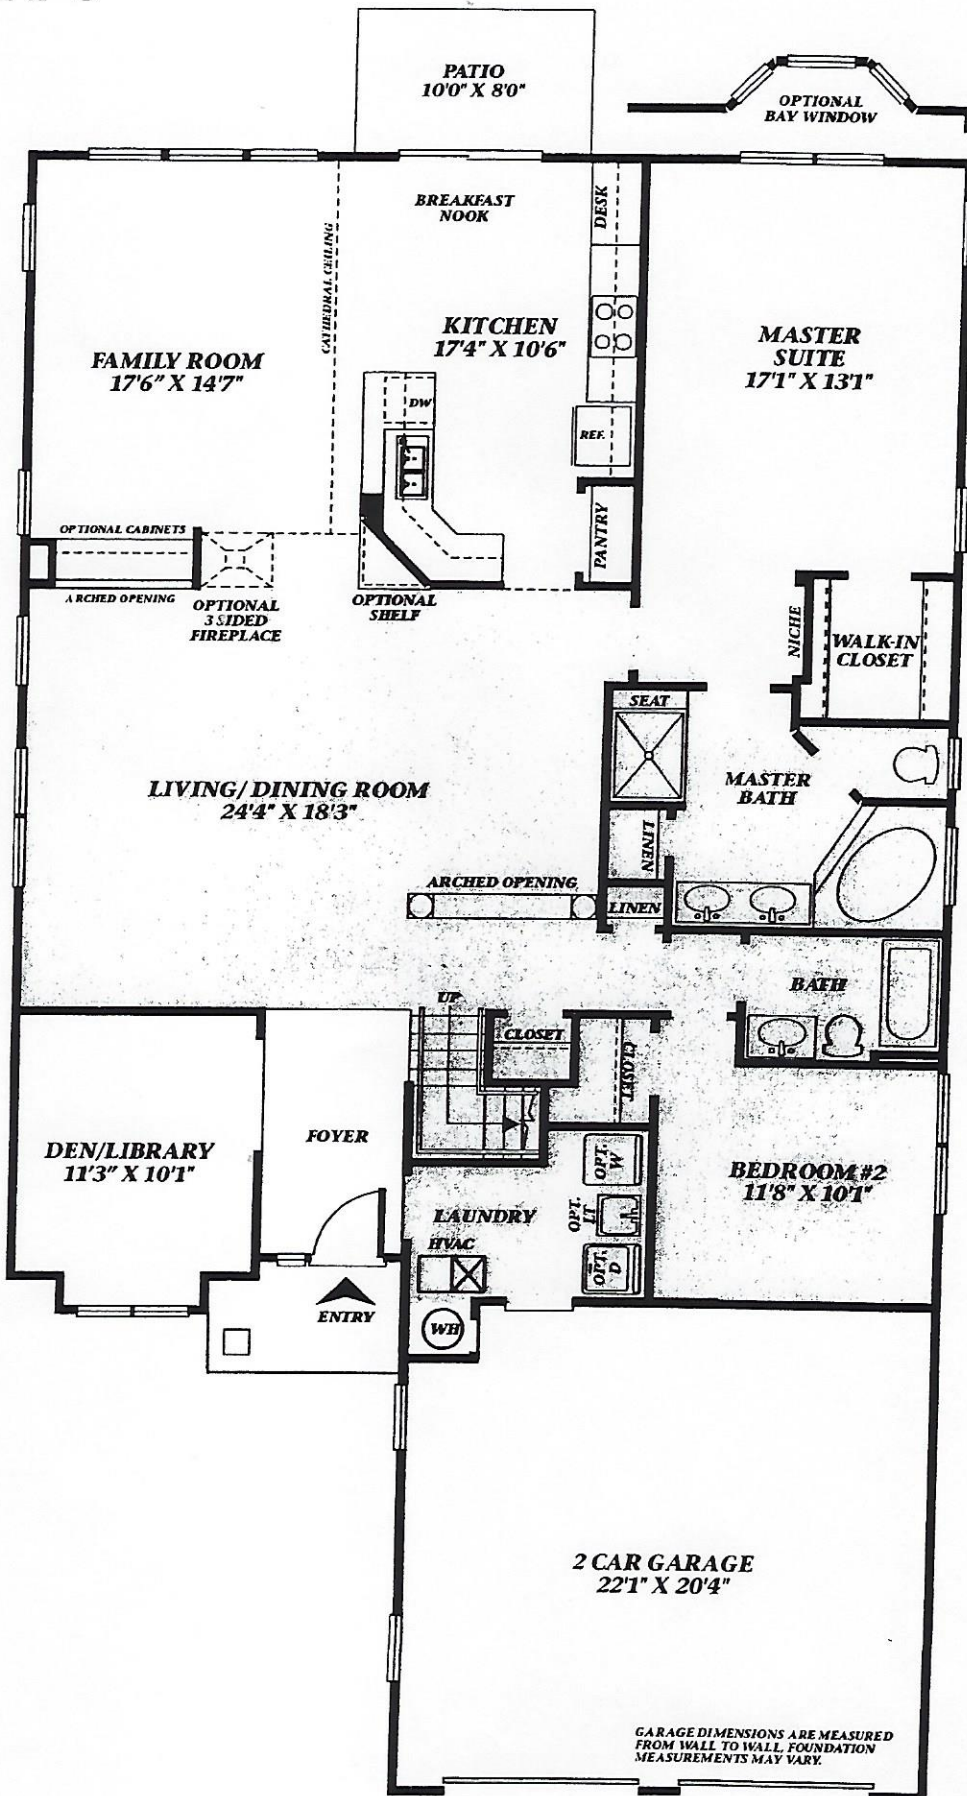 PATIO
10'0" X 8'0"
OPTIONAL
BAY WINDOW
BREAKFAST
NOOK
DESK
CATHEDRAL CEILING
KITCHEN
17'4" X 10'6"
FAMILY ROOM
17'6" X 14'7"
MASTER
SUITE
17'1" X 13'1"
DW
REF.
PANTRY
OPTIONAL CABINETS
ARCHED OPENING
OPTIONAL
3 SIDED
FIREPLACE
OPTIONAL
SHELF
NICHE
WALK-IN
CLOSET
SEAT
LIVING/DINING ROOM
24'4" X 18'3"
MASTER
BATH
LINEN
ARCHED OPENING
LINEN
BATH
UP
CLOSET
CLOSET
DEN/LIBRARY
11'3" X 10'1"
FOYER
BEDROOM #2
11'8" X 10'1"
OPT.
W
OPT.
LT
OPT.
D
LAUNDRY
HVAC
ENTRY
WH
2 CAR GARAGE
22'1" X 20'4"
GARAGE DIMENSIONS ARE MEASURED
FROM WALL TO WALL, FOUNDATION
MEASUREMENTS MAY VARY.